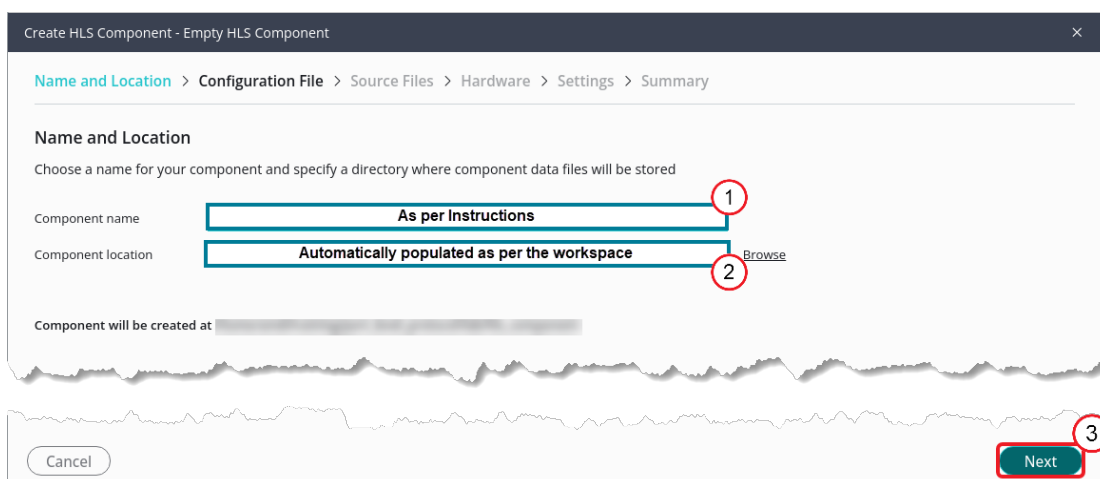 Create HLS Component - Empty HLS Component ×
Name and Location > Configuration File > Source Files > Hardware > Settings > Summary
Name and Location
Choose a name for your component and specify a directory where component data files will be stored
1
Component name As per Instructions
Component location Automatically populated as per the workspace Browse
2
Component will be created at
3
Cancel Next